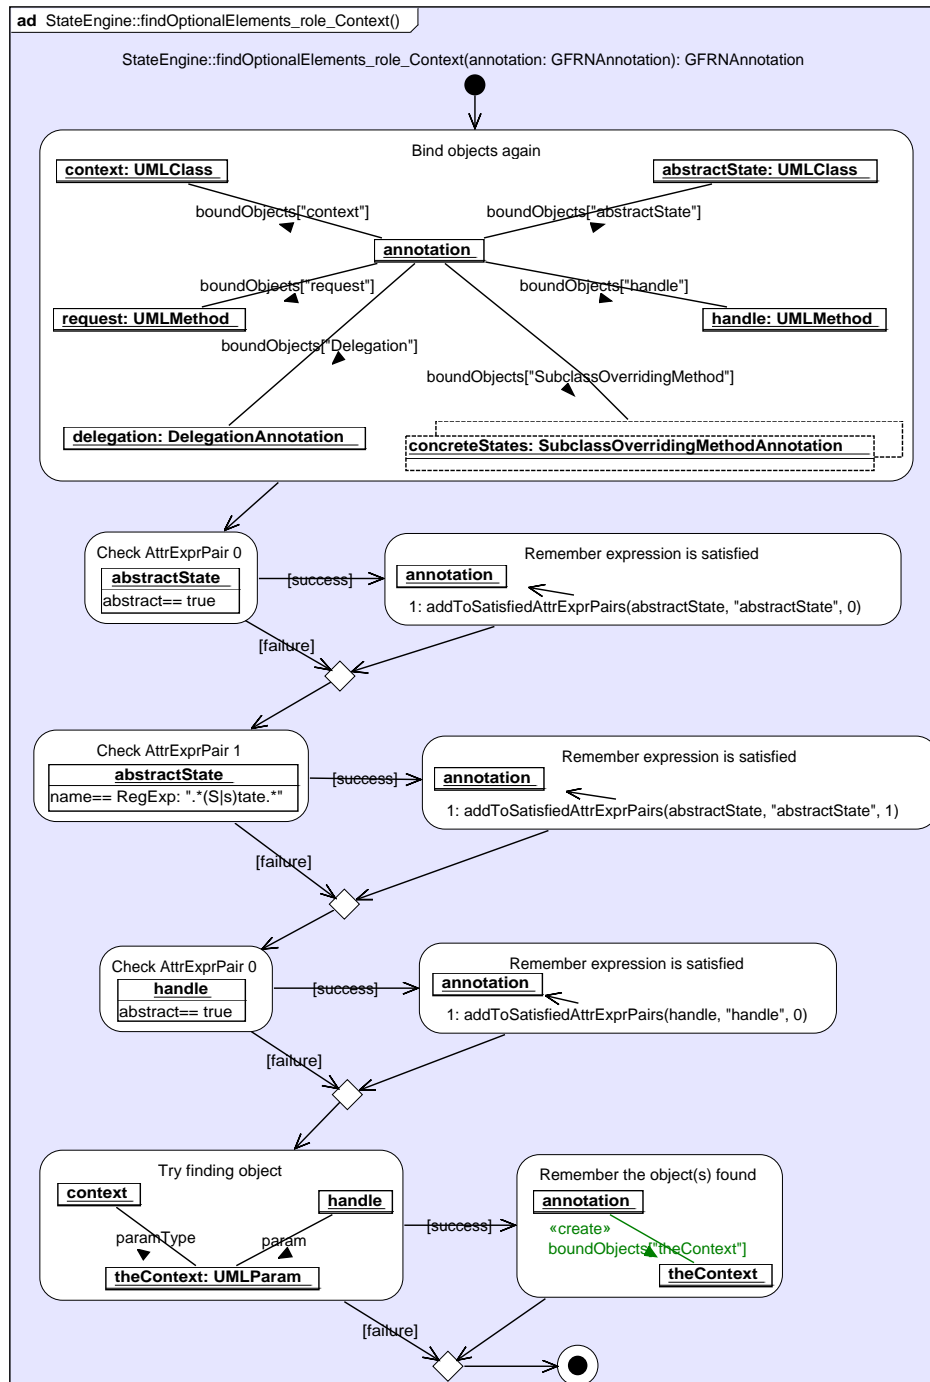 ad StateEngine::findOptionalElements_role_Context()
StateEngine::findOptionalElements_role_Context(annotation: GFRNAnnotation): GFRNAnnotation
Bind objects again
context: UMLClass
abstractState: UMLClass
boundObjects["context"]
boundObjects["abstractState"]
annotation
boundObjects["request"]
boundObjects["handle"]
request: UMLMethod
handle: UMLMethod
boundObjects["Delegation"]
boundObjects["SubclassOverridingMethod"]
delegation: DelegationAnnotation
concreteStates: SubclassOverridingMethodAnnotation
Check AttrExprPair 0
abstractState
abstract== true
[success]
Remember expression is satisfied
annotation
1: addToSatisfiedAttrExprPairs(abstractState, "abstractState", 0)
[failure]
Check AttrExprPair 1
abstractState
name== RegExp: ".*(S|s)tate.*"
[success]
Remember expression is satisfied
annotation
1: addToSatisfiedAttrExprPairs(abstractState, "abstractState", 1)
[failure]
Check AttrExprPair 0
handle
abstract== true
[success]
Remember expression is satisfied
annotation
1: addToSatisfiedAttrExprPairs(handle, "handle", 0)
[failure]
Try finding object
context
handle
paramType
param
theContext: UMLParam
[success]
Remember the object(s) found
annotation
«create»
boundObjects["theContext"]
theContext
[failure]